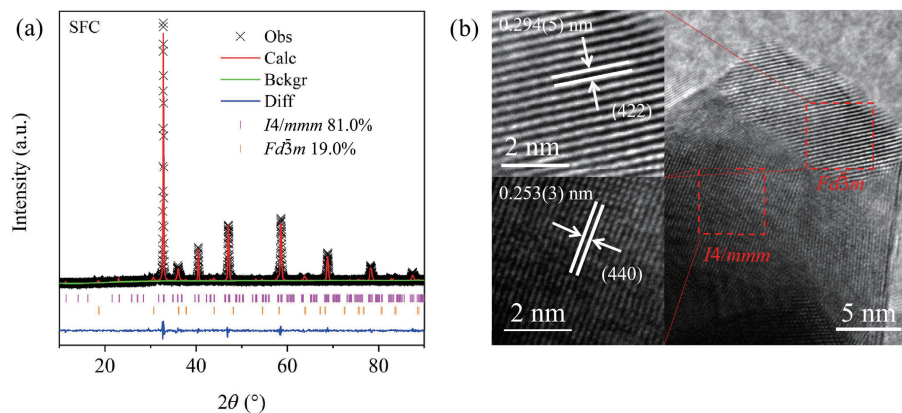 (a)
SFC
Obs
Calc
Bckgr
Diff
I4/mmm 81.0%
Fd3̄m 19.0%
Intensity (a.u.)
20 40 60 80
2θ (°)
(b)
0.294(5) nm
(422)
2 nm
Fd3̄m
0.253(3) nm
I4/mmm
(440)
2 nm
5 nm